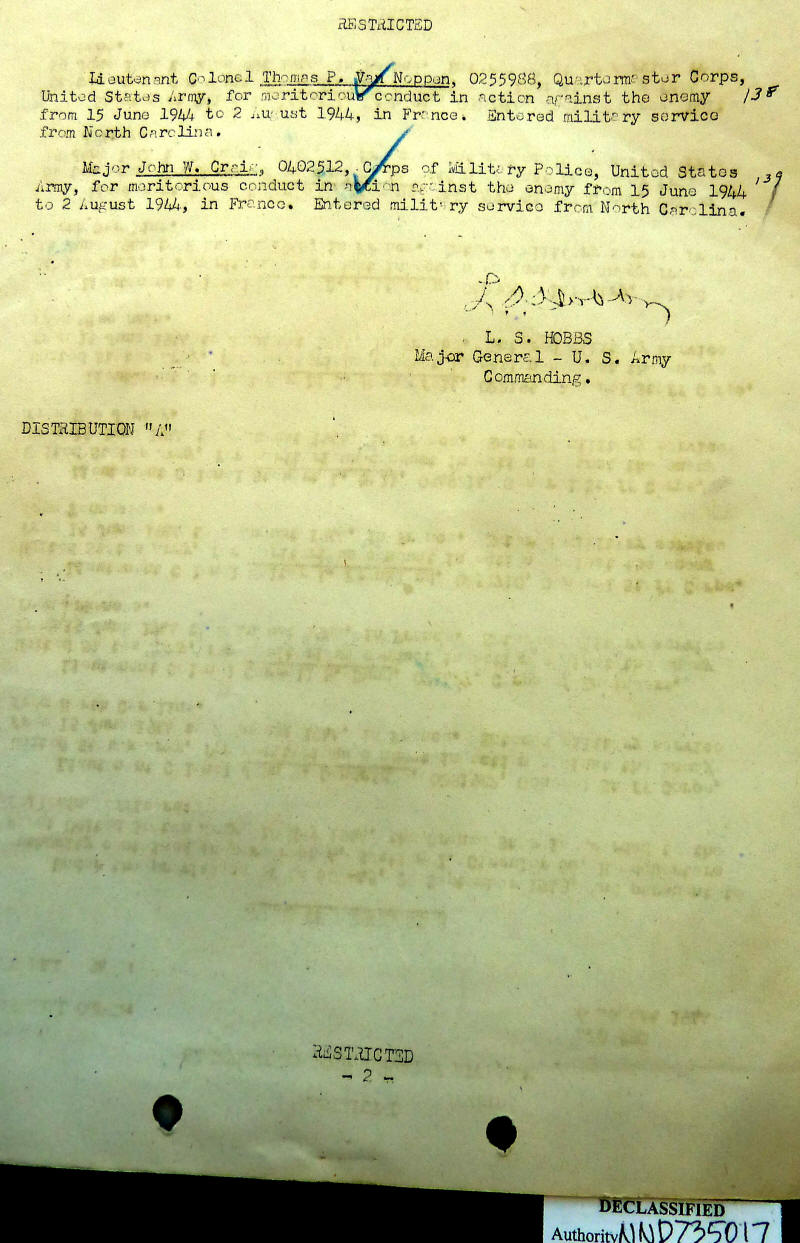 RESTRICTED
Lieutenant Colonel Thomas P. Van Noppen, 0255988, Quartermaster Corps,
United States Army, for meritorious conduct in action against the enemy 138
from 15 June 1944 to 2 August 1944, in France. Entered military service
from North Carolina.
Major John W. Craig, 0402512, Corps of Military Police, United States 139
Army, for meritorious conduct in action against the enemy from 15 June 1944
to 2 August 1944, in France. Entered military service from North Carolina.
L. S. HOBBS
Major General - U. S. Army
Commanding.
DISTRIBUTION "A"
RESTRICTED
- 2 -
DECLASSIFIED
Authority NND735017